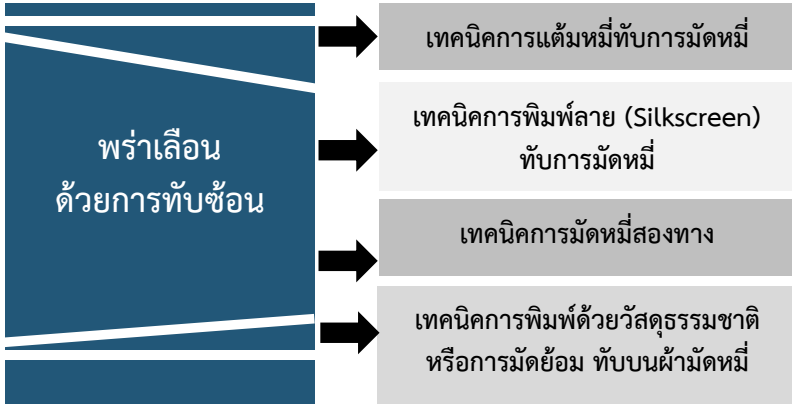 พร่าเลือน
ด้วยการทับซ้อน
เทคนิคการแต้มหมี่ทับการมัดหมี่
เทคนิคการพิมพ์ลาย (Silkscreen)
ทับการมัดหมี่
เทคนิคการมัดหมี่สองทาง
เทคนิคการพิมพ์ด้วยวัสดุธรรมชาติ
หรือการมัดย้อม ทับบนผ้ามัดหมี่